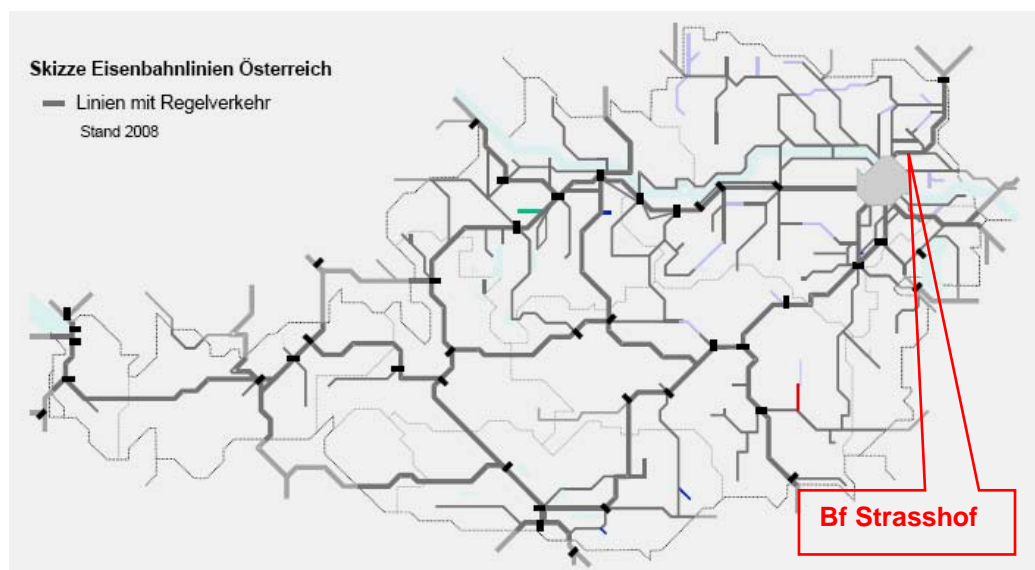 Skizze Eisenbahnlinien Österreich
Linien mit Regelverkehr
Stand 2008
Bf Strasshof